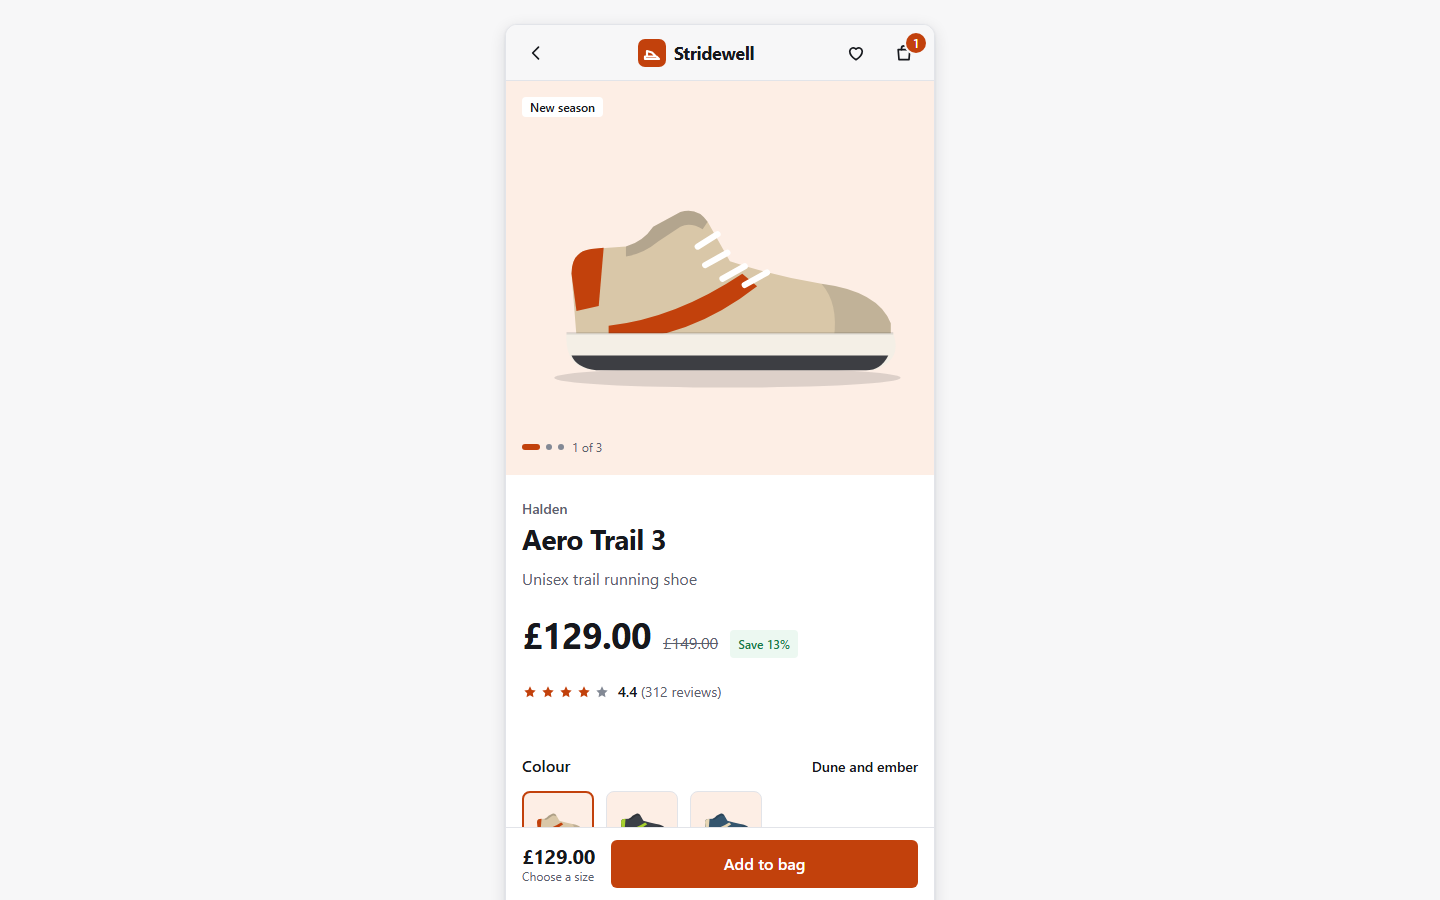 Stridewell
1
New season
1 of 3
Halden
Aero Trail 3
Unisex trail running shoe
£129.00 £149.00 Save 13%
4.4 (312 reviews)
Colour Dune and ember
£129.00
Choose a size
Add to bag